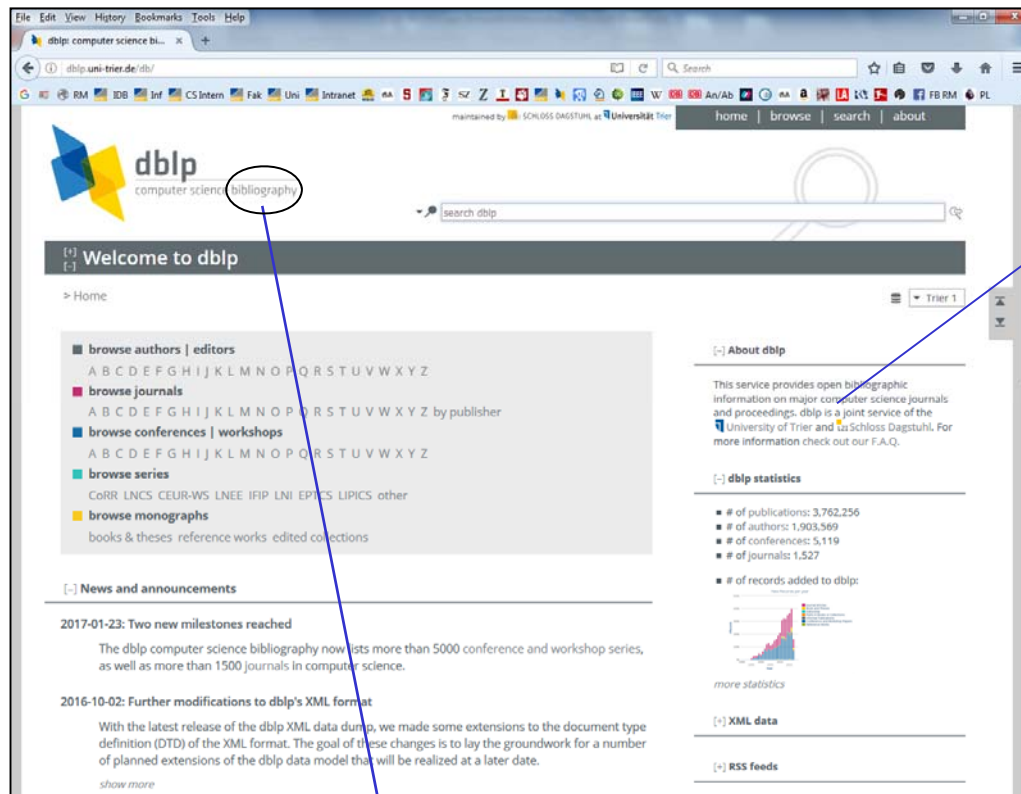 File Edit View History Bookmarks Tools Help
dblp: computer science bi... × +
dblp.uni-trier.de/db/ Search
RM IDB Inf CS Intern Fak Uni Intranet An/Ab FB RM PL
maintained by SCHLOSS DAGSTUHL at Universität Trier
home | browse | search | about
dblp
computer science bibliography
search dblp
[+]
[-] Welcome to dblp
> Home
Trier 1
browse authors | editors
A B C D E F G H I J K L M N O P Q R S T U V W X Y Z
browse journals
A B C D E F G H I J K L M N O P Q R S T U V W X Y Z by publisher
browse conferences | workshops
A B C D E F G H I J K L M N O P Q R S T U V W X Y Z
browse series
CoRR LNCS CEUR-WS LNEE IFIP LNI EPTCS LIPICS other
browse monographs
books & theses reference works edited collections
[-] News and announcements
2017-01-23: Two new milestones reached
The dblp computer science bibliography now lists more than 5000 conference and workshop series,
as well as more than 1500 journals in computer science.
2016-10-02: Further modifications to dblp's XML format
With the latest release of the dblp XML data dump, we made some extensions to the document type
definition (DTD) of the XML format. The goal of these changes is to lay the groundwork for a number
of planned extensions of the dblp data model that will be realized at a later date.
show more
[-] About dblp
This service provides open bibliographic
information on major computer science journals
and proceedings. dblp is a joint service of the
University of Trier and Schloss Dagstuhl. For
more information check out our F.A.Q.
[-] dblp statistics
# of publications: 3,762,256
# of authors: 1,903,569
# of conferences: 5,119
# of journals: 1,527
# of records added to dblp:
more statistics
[+] XML data
[+] RSS feeds